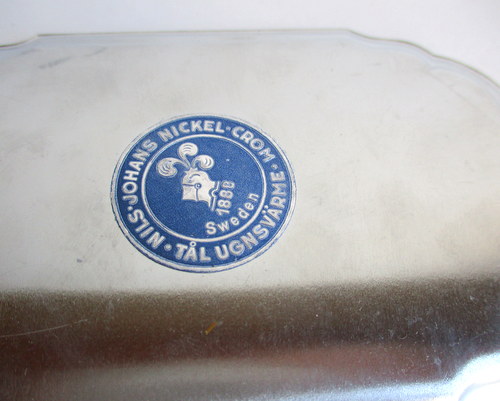 NILS·JOHANS NICKEL-CROM·
TÅL UGNSVÄRME·
1888
Sweden